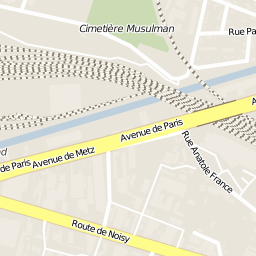 Cimetière Musulman
Rue Pa
A
Avenue de Paris
Avenue de Metz
de Paris
Rue Anatole France
Route de Noisy